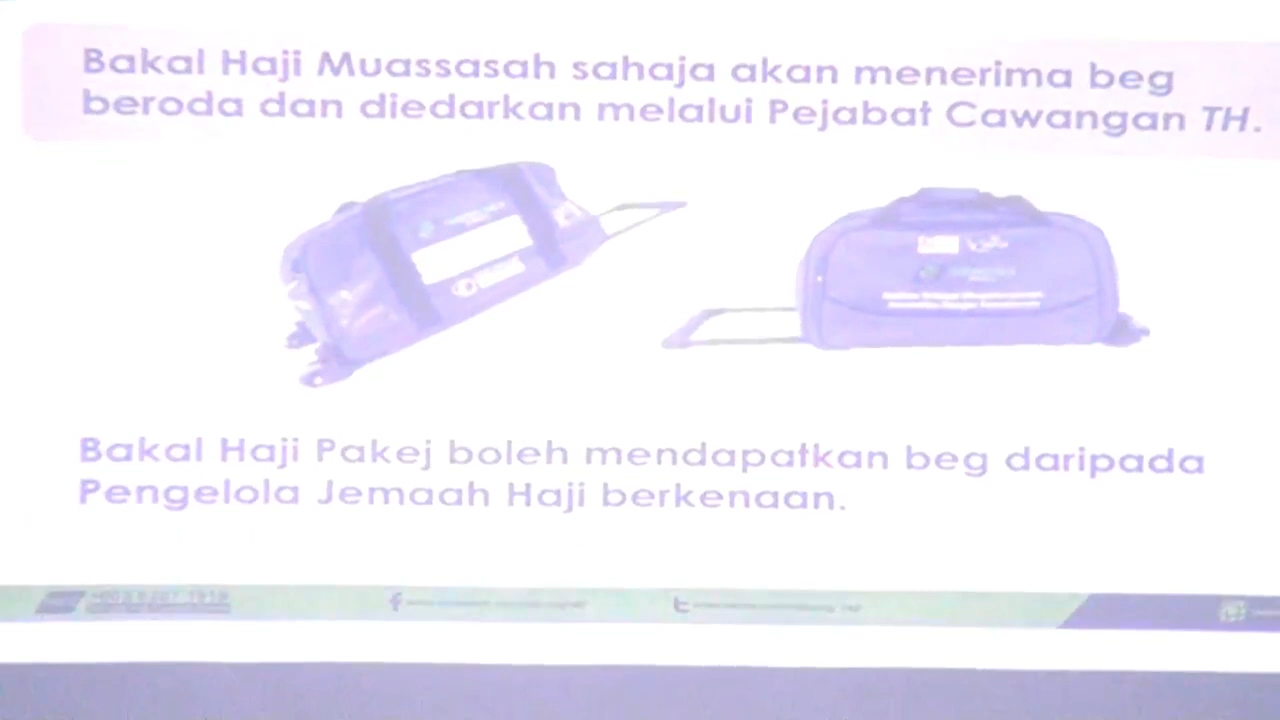 Bakal Haji Muassasah sahaja akan menerima beg
beroda dan diedarkan melalui Pejabat Cawangan TH.
Bakal Haji Pakej boleh mendapatkan beg daripada
Pengelola Jemaah Haji berkenaan.